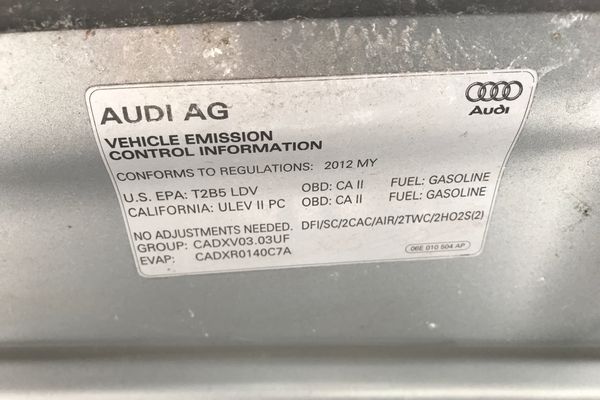 AUDI AG
Audi
VEHICLE EMISSION
CONTROL INFORMATION
CONFORMS TO REGULATIONS: 2012 MY
U.S. EPA: T2B5 LDV OBD: CA II FUEL: GASOLINE
CALIFORNIA: ULEV II PC OBD: CA II FUEL: GASOLINE
NO ADJUSTMENTS NEEDED. DFI/SC/2CAC/AIR/2TWC/2HO2S(2)
GROUP: CADXV03.03UF
EVAP: CADXR0140C7A
06E 010 504 AP